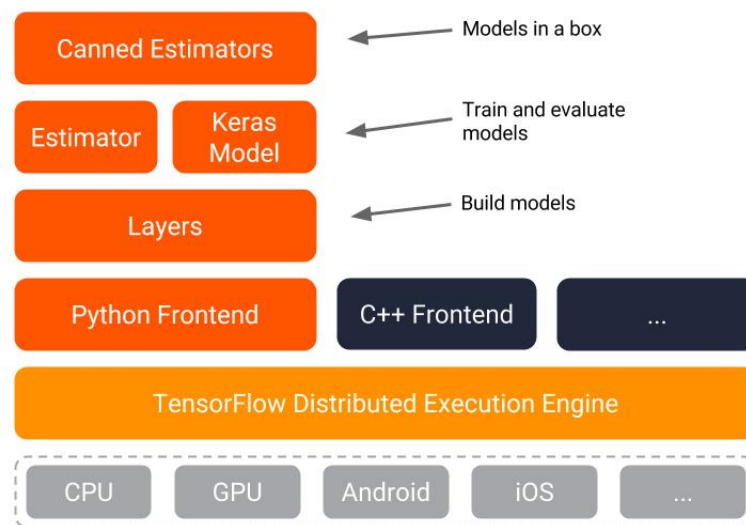 Canned Estimators
Models in a box
Estimator
Keras
Model
Train and evaluate
models
Layers
Build models
Python Frontend
C++ Frontend
...
TensorFlow Distributed Execution Engine
CPU
GPU
Android
iOS
...